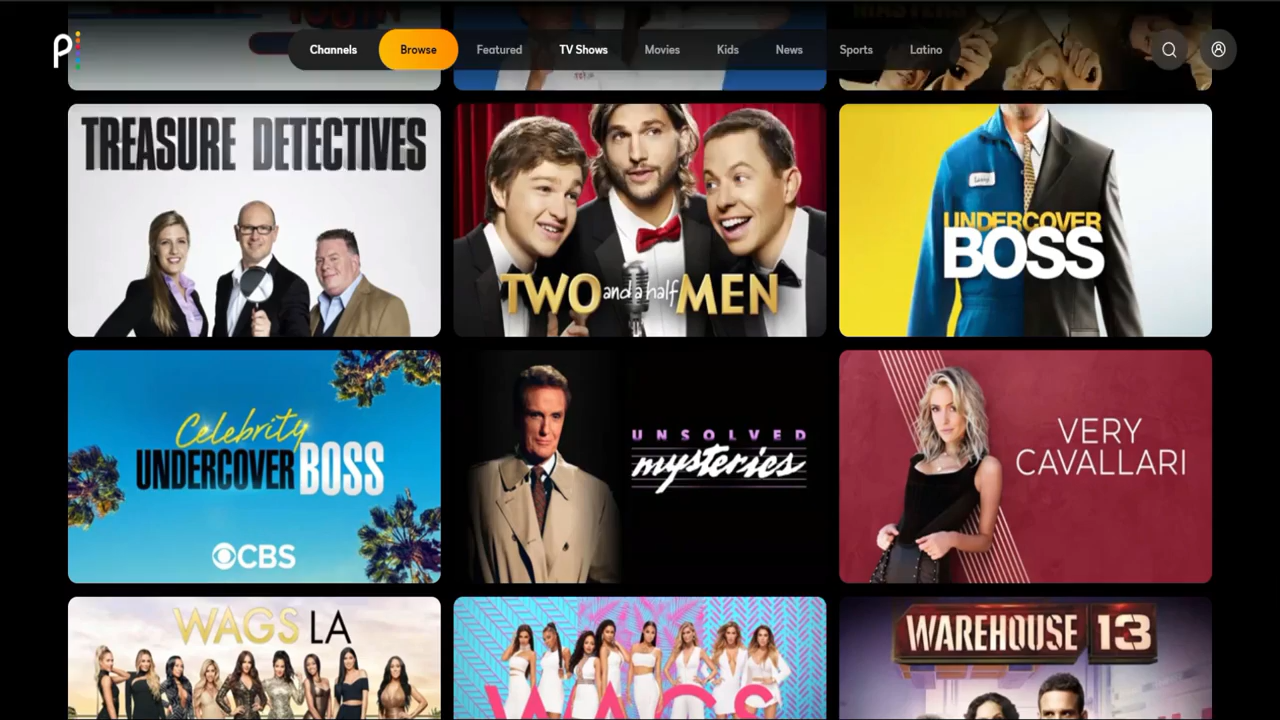 Channels
Browse
Featured
TV Shows
Movies
Kids
News
Sports
Latino
TREASURE DETECTIVES
TWO and a half MEN
UNDERCOVER
BOSS
Celebrity
UNDERCOVER BOSS
CBS
UNSOLVED
mysteries
VERY
CAVALLARI
WAGS LA
WAGS
WAREHOUSE 13